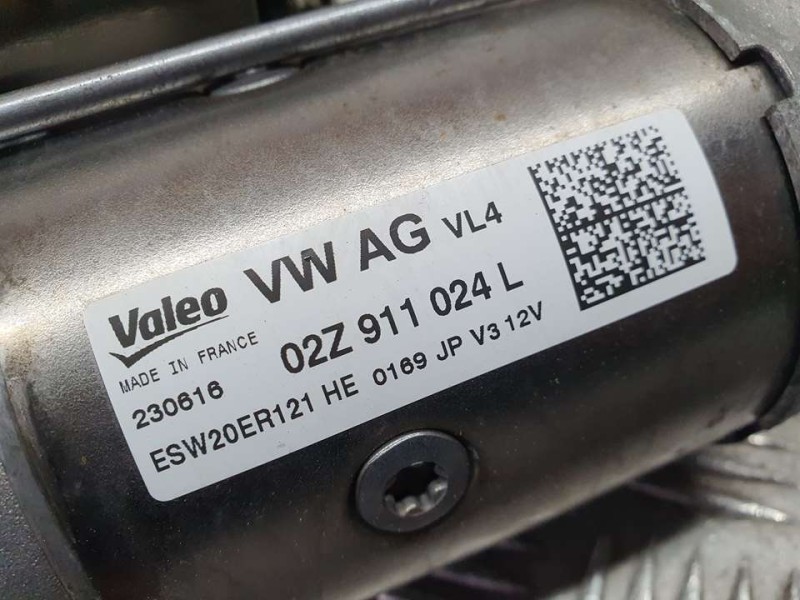 Valeo VW AG VL4
MADE IN FRANCE 02Z 911 024 L
230616
ESW20ER121 HE 0169 JP V3 12V